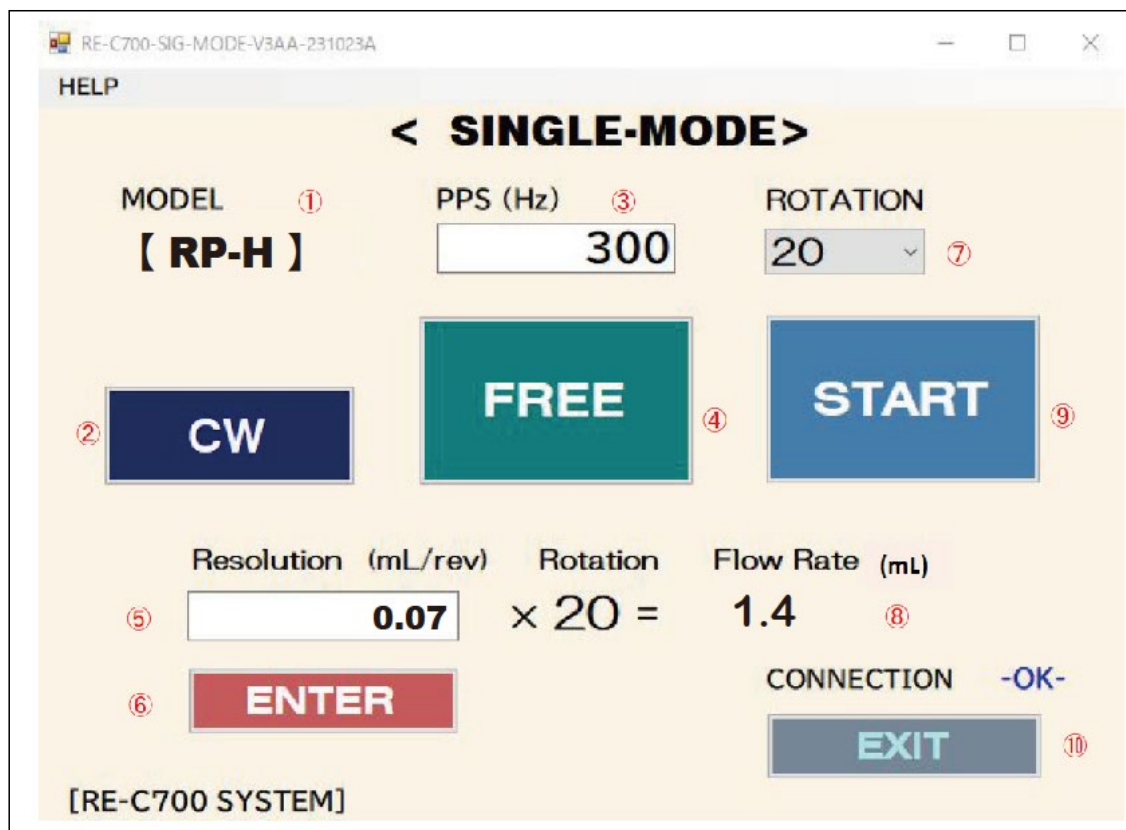 RE-C700-SIG-MODE-V3AA-231023A
HELP
< SINGLE-MODE>
MODEL ① PPS (Hz) ③ ROTATION
【 RP-H 】 300 20 ⑦
② CW FREE ④ START ⑨
Resolution (mL/rev) Rotation Flow Rate (mL)
⑤ 0.07 × 20 = 1.4 ⑧
CONNECTION -OK-
⑥ ENTER EXIT ⑩
[RE-C700 SYSTEM]